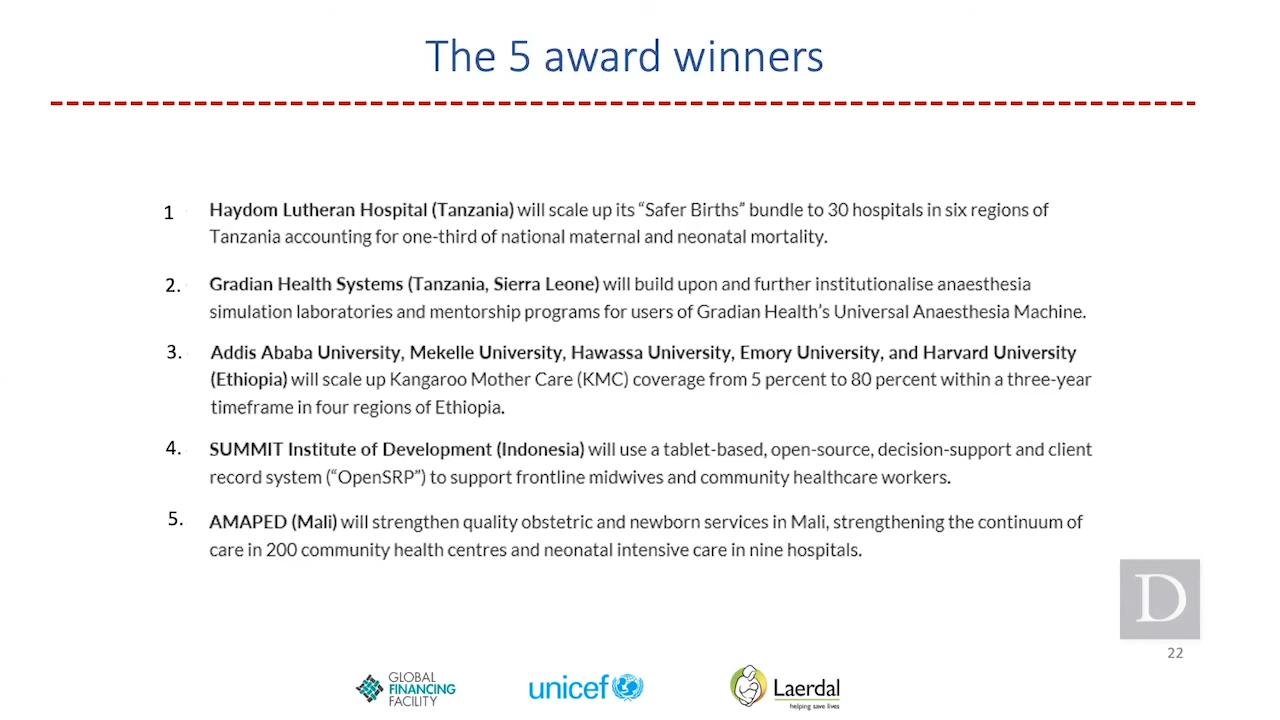 The 5 award winners
1 Haydom Lutheran Hospital (Tanzania) will scale up its “Safer Births” bundle to 30 hospitals in six regions of
Tanzania accounting for one-third of national maternal and neonatal mortality.
2. Gradian Health Systems (Tanzania, Sierra Leone) will build upon and further institutionalise anaesthesia
simulation laboratories and mentorship programs for users of Gradian Health’s Universal Anaesthesia Machine.
3. Addis Ababa University, Mekelle University, Hawassa University, Emory University, and Harvard University
(Ethiopia) will scale up Kangaroo Mother Care (KMC) coverage from 5 percent to 80 percent within a three-year
timeframe in four regions of Ethiopia.
4. SUMMIT Institute of Development (Indonesia) will use a tablet-based, open-source, decision-support and client
record system (“OpenSRP”) to support frontline midwives and community healthcare workers.
5. AMAPED (Mali) will strengthen quality obstetric and newborn services in Mali, strengthening the continuum of
care in 200 community health centres and neonatal intensive care in nine hospitals.
D
22
GLOBAL
FINANCING
FACILITY
unicef
Laerdal
helping save lives